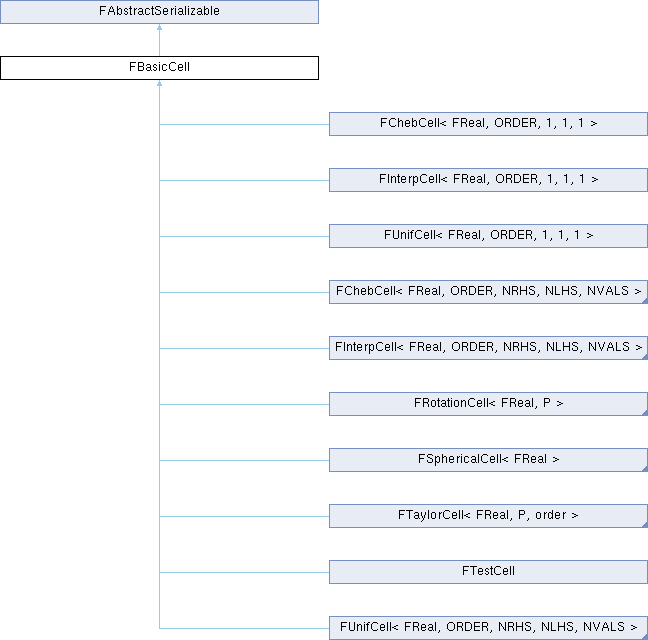 FAbstractSerializable
FBasicCell
FChebCell< FReal, ORDER, 1, 1, 1 >
FInterpCell< FReal, ORDER, 1, 1, 1 >
FUnifCell< FReal, ORDER, 1, 1, 1 >
FChebCell< FReal, ORDER, NRHS, NLHS, NVALS >
FInterpCell< FReal, ORDER, NRHS, NLHS, NVALS >
FRotationCell< FReal, P >
FSphericalCell< FReal >
FTaylorCell< FReal, P, order >
FTestCell
FUnifCell< FReal, ORDER, NRHS, NLHS, NVALS >